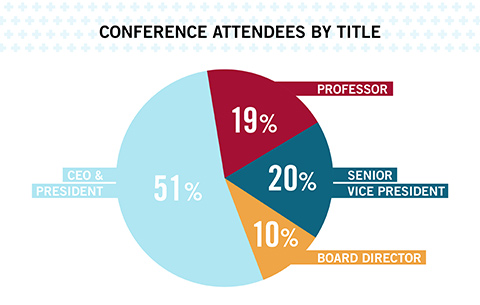 CONFERENCE ATTENDEES BY TITLE
PROFESSOR
19%
CEO &
PRESIDENT
51%
20%
SENIOR
VICE PRESIDENT
10%
BOARD DIRECTOR